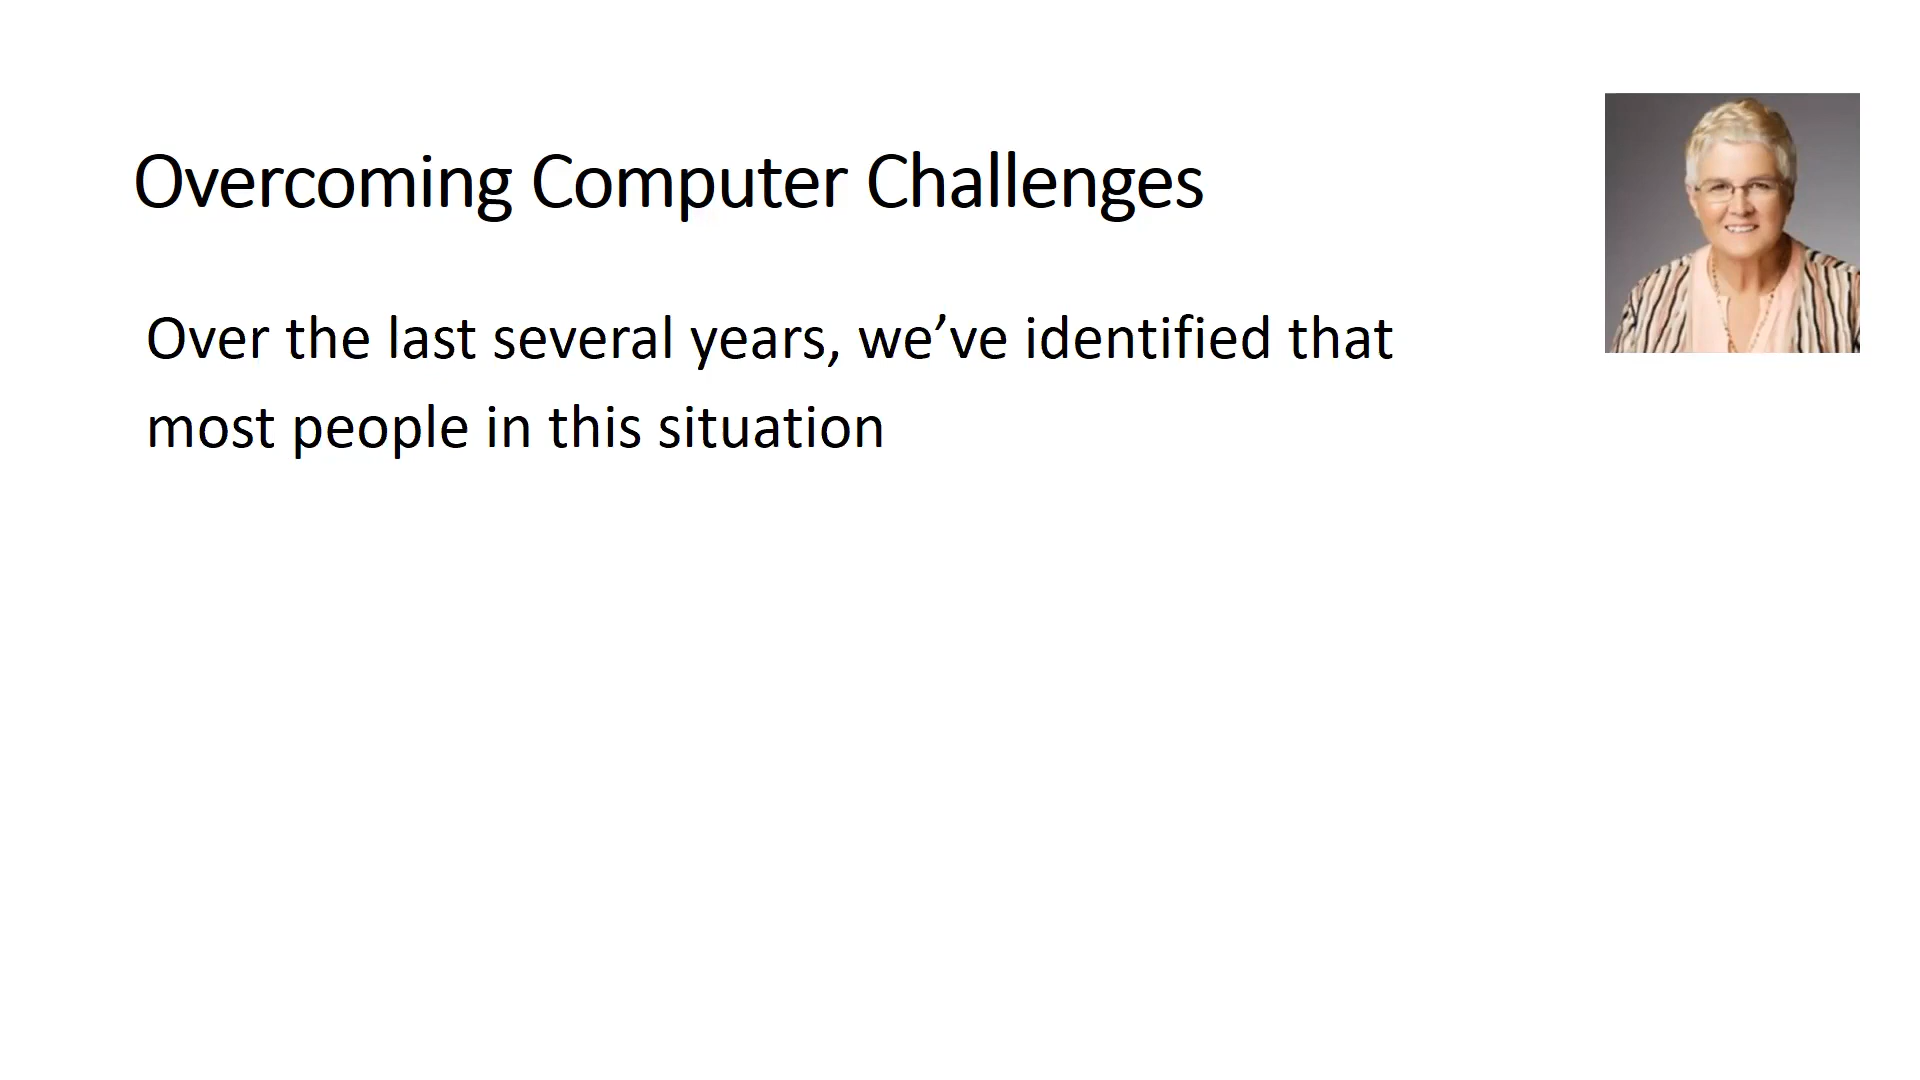 Overcoming Computer Challenges
Over the last several years, we’ve identified that
most people in this situation